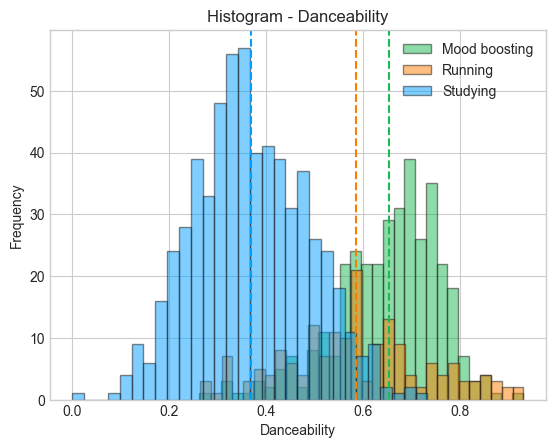 Histogram - Danceability
Mood boosting
Running
Studying
Frequency
50
40
30
20
10
0
0.0 0.2 0.4 0.6 0.8
Danceability